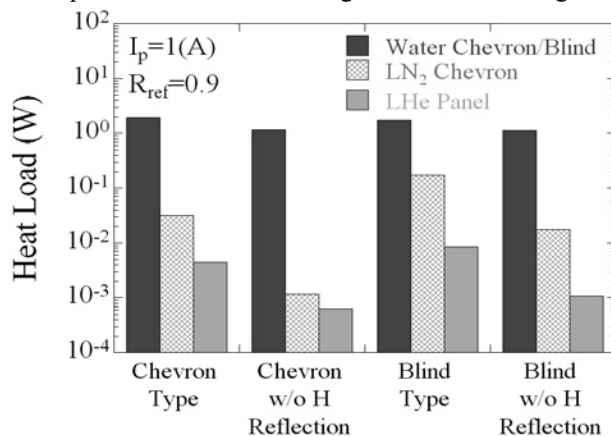 10²
I_p=1(A)
R_ref=0.9
Water Chevron/Blind
LN₂ Chevron
LHe Panel
10¹
10⁰
10⁻¹
10⁻²
10⁻³
10⁻⁴
Heat Load (W)
Chevron Type
Chevron w/o H Reflection
Blind Type
Blind w/o H Reflection